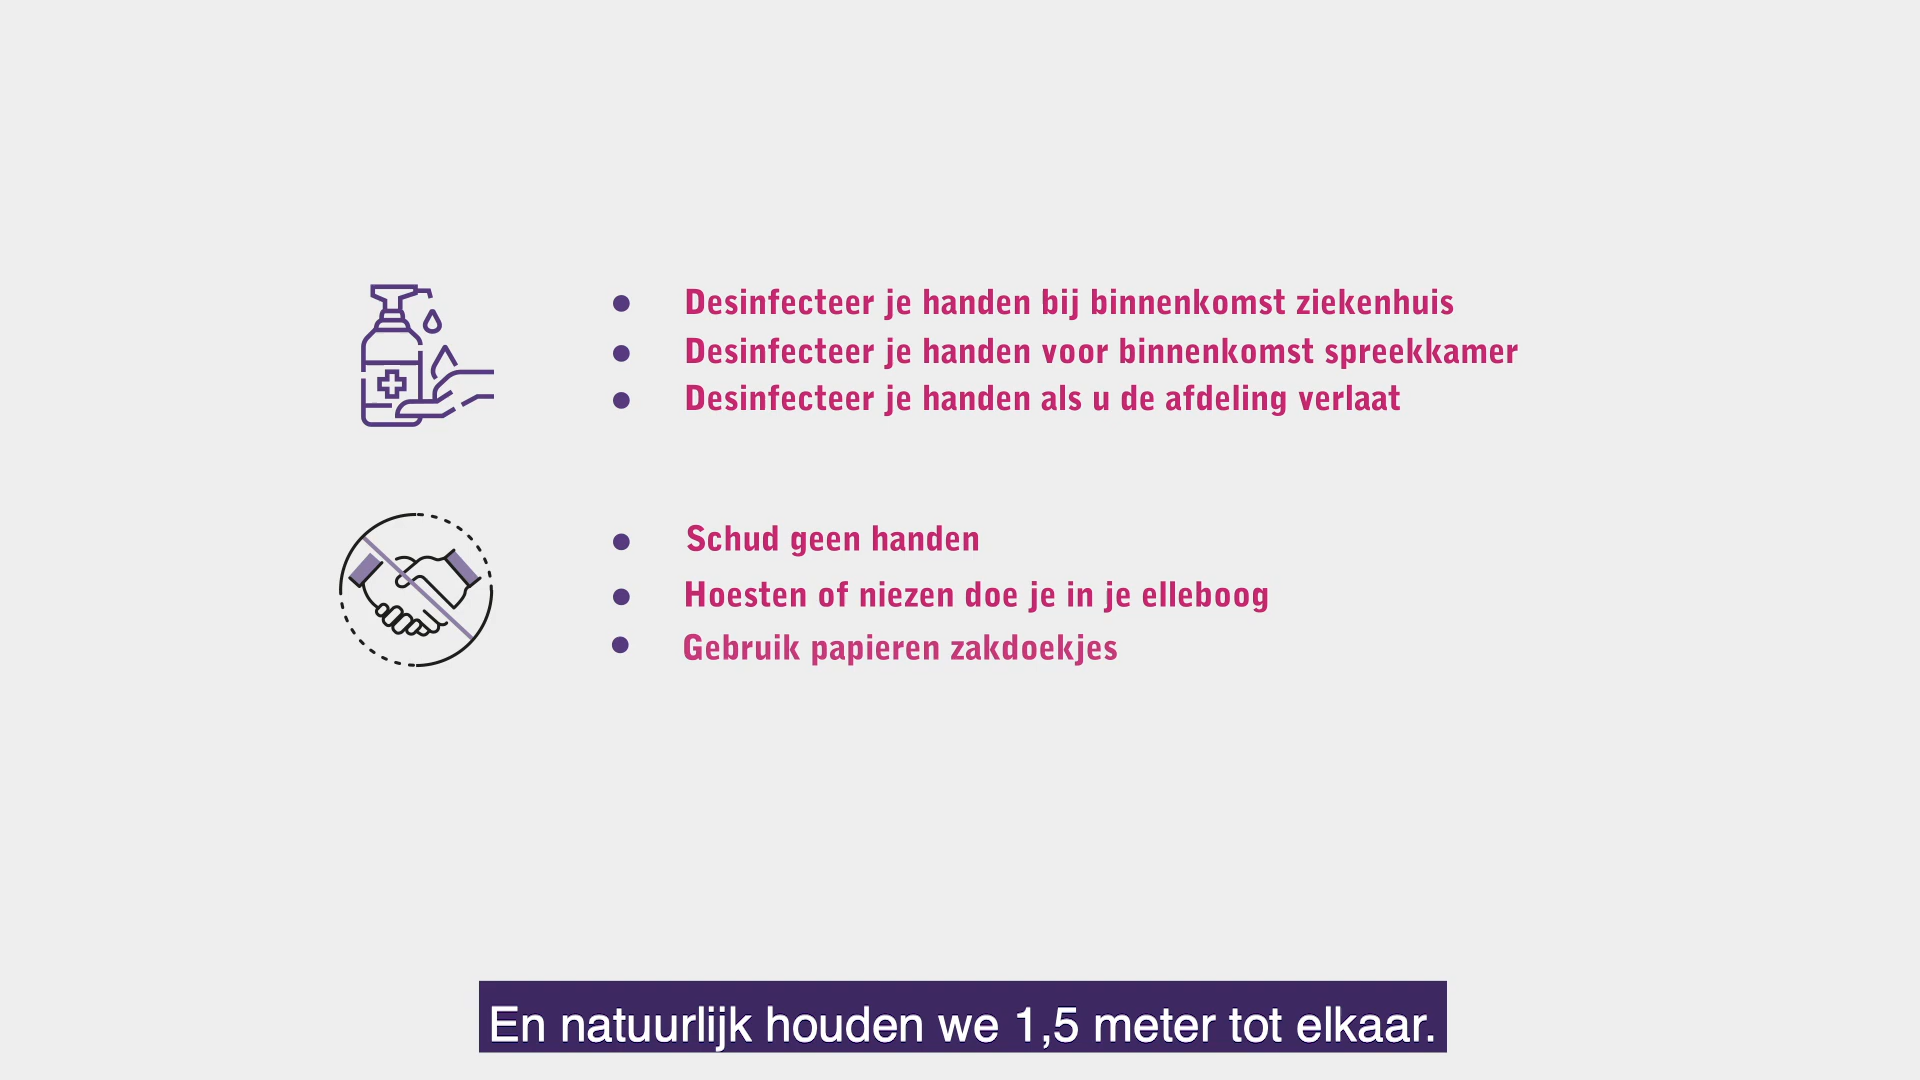 Desinfecteer je handen bij binnenkomst ziekenhuis
Desinfecteer je handen voor binnenkomst spreekkamer
Desinfecteer je handen als u de afdeling verlaat
Schud geen handen
Hoesten of niezen doe je in je elleboog
Gebruik papieren zakdoekjes
En natuurlijk houden we 1,5 meter tot elkaar.